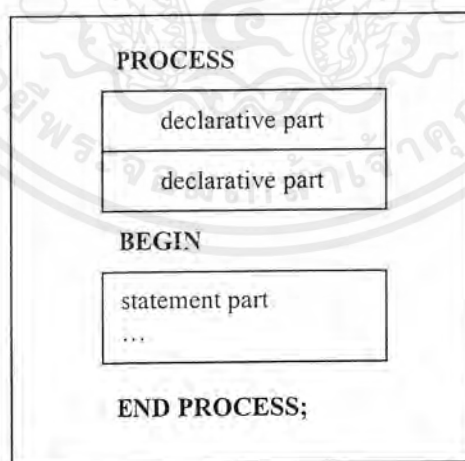 PROCESS
declarative part
declarative part
BEGIN
statement part
...
END PROCESS;